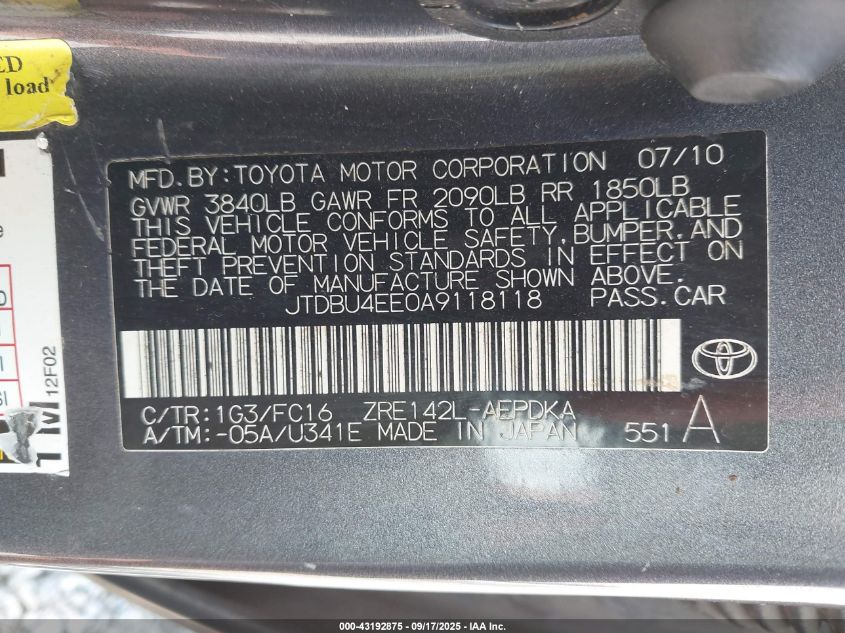 ED
load
MFD. BY: TOYOTA MOTOR CORPORATION 07/10
GVWR 3840LB GAWR FR 2090LB RR 1850LB
THIS VEHICLE CONFORMS TO ALL APPLICABLE
FEDERAL MOTOR VEHICLE SAFETY, BUMPER, AND
THEFT PREVENTION STANDARDS IN EFFECT ON
THE DATE OF MANUFACTURE SHOWN ABOVE.
JTDBU4EE0A9118118 PASS. CAR
C/TR: 1G3/FC16 ZRE142L-AEPDKA
A/TM: -05A/U341E MADE IN JAPAN 551 A
12F02
000-43192875 - 09/17/2025 - IAA Inc.